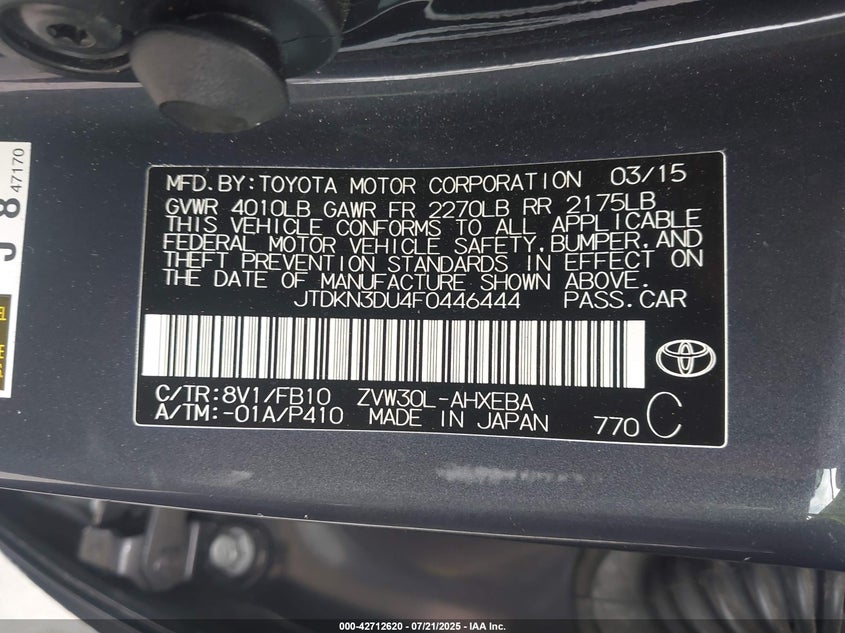 MFD.BY:TOYOTA MOTOR CORPORATION 03/15
GVWR 4010LB GAWR FR 2270LB RR 2175LB
THIS VEHICLE CONFORMS TO ALL APPLICABLE
FEDERAL MOTOR VEHICLE SAFETY,BUMPER,AND
THEFT PREVENTION STANDARDS IN EFFECT ON
THE DATE OF MANUFACTURE SHOWN ABOVE.
JTDKN3DU4F0446444 PASS.CAR
C/TR:8V1/FB10 ZVW30L-AHXEBA
A/TM:-01A/P410 MADE IN JAPAN 770 C
J 8
47170
000-42712620 - 07/21/2025 - IAA Inc.